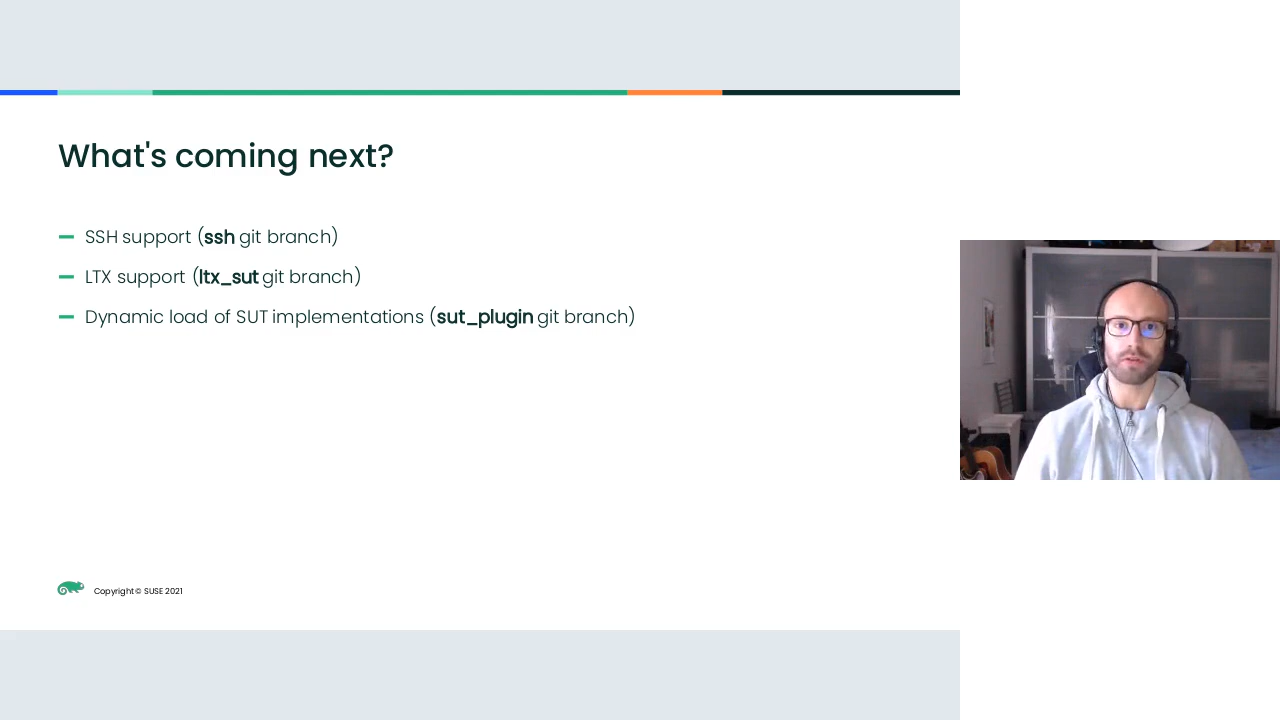 What's coming next?
SSH support (ssh git branch)
LTX support (ltx_sut git branch)
Dynamic load of SUT implementations (sut_plugin git branch)
Copyright © SUSE 2021